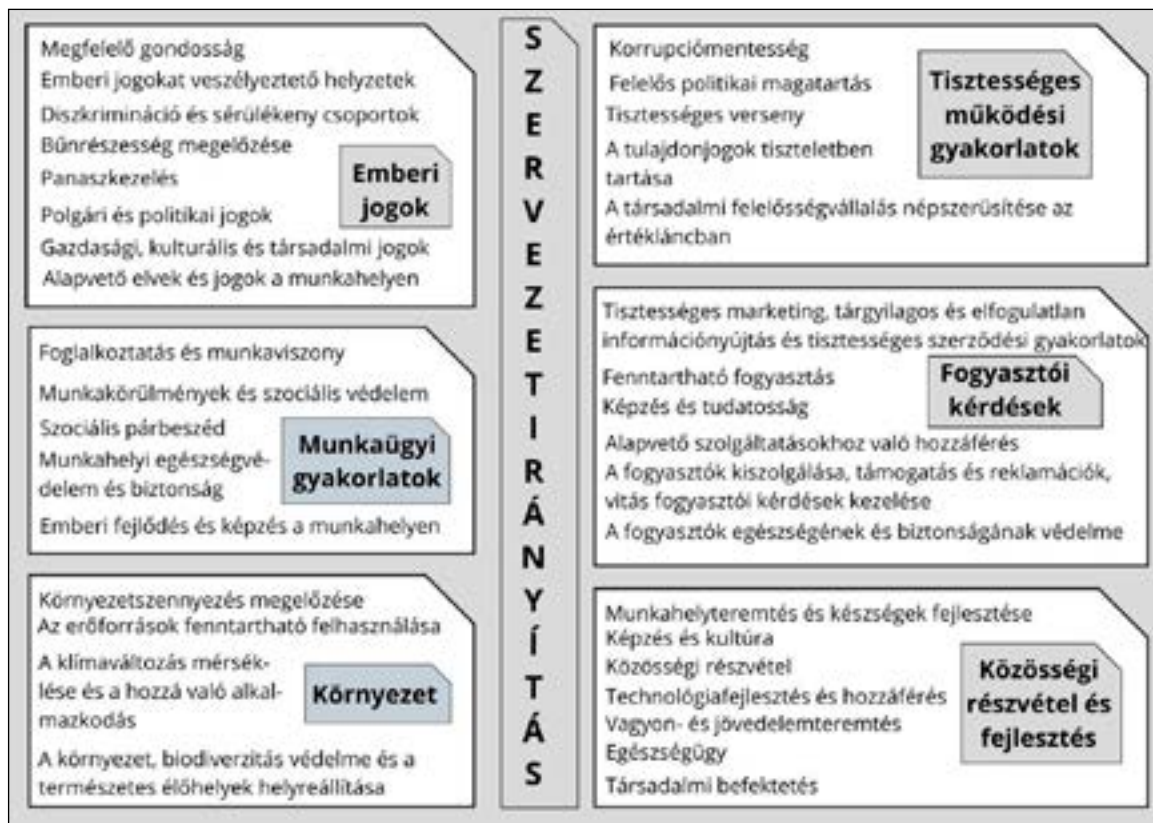 Megfelelő gondosság
Emberi jogokat veszélyeztető helyzetek
Diszkrimináció és sérülékeny csoportok
Bűnrészesség megelőzése
Panaszkezelés
Polgári és politikai jogok
Gazdasági, kulturális és társadalmi jogok
Alapvető elvek és jogok a munkahelyen
Emberi
jogok
Foglalkoztatás és munkaviszony
Munkakörülmények és szociális védelem
Szociális párbeszéd
Munkahelyi egészségvé-
delem és biztonság
Emberi fejlődés és képzés a munkahelyen
Munkaügyi
gyakorlatok
Környezetszennyezés megelőzése
Az erőforrások fenntartható felhasználása
A klímaváltozás mérsék-
lése és a hozzá való alkal-
mazkodás
A környezet, biodiverzitás védelme és a
természetes élőhelyek helyreállítása
Környezet
SZERVEZETIRÁNYÍTÁS
Korrupciómentesség
Felelős politikai magatartás
Tisztességes verseny
A tulajdonjogok tiszteletben
tartása
A társadalmi felelősségvállalás népszerűsítése az
értékláncban
Tisztességes
működési
gyakorlatok
Tisztességes marketing, tárgyilagos és elfogulatlan
információnyújtás és tisztességes szerződési gyakorlatok
Fenntartható fogyasztás
Képzés és tudatosság
Alapvető szolgáltatásokhoz való hozzáférés
A fogyasztók kiszolgálása, támogatás és reklamációk,
vitás fogyasztói kérdések kezelése
A fogyasztók egészségének és biztonságának védelme
Fogyasztói
kérdések
Munkahelyteremtés és készségek fejlesztése
Képzés és kultúra
Közösségi részvétel
Technológiafejlesztés és hozzáférés
Vagyon- és jövedelemteremtés
Egészségügy
Társadalmi befektetés
Közösségi
részvétel és
fejlesztés